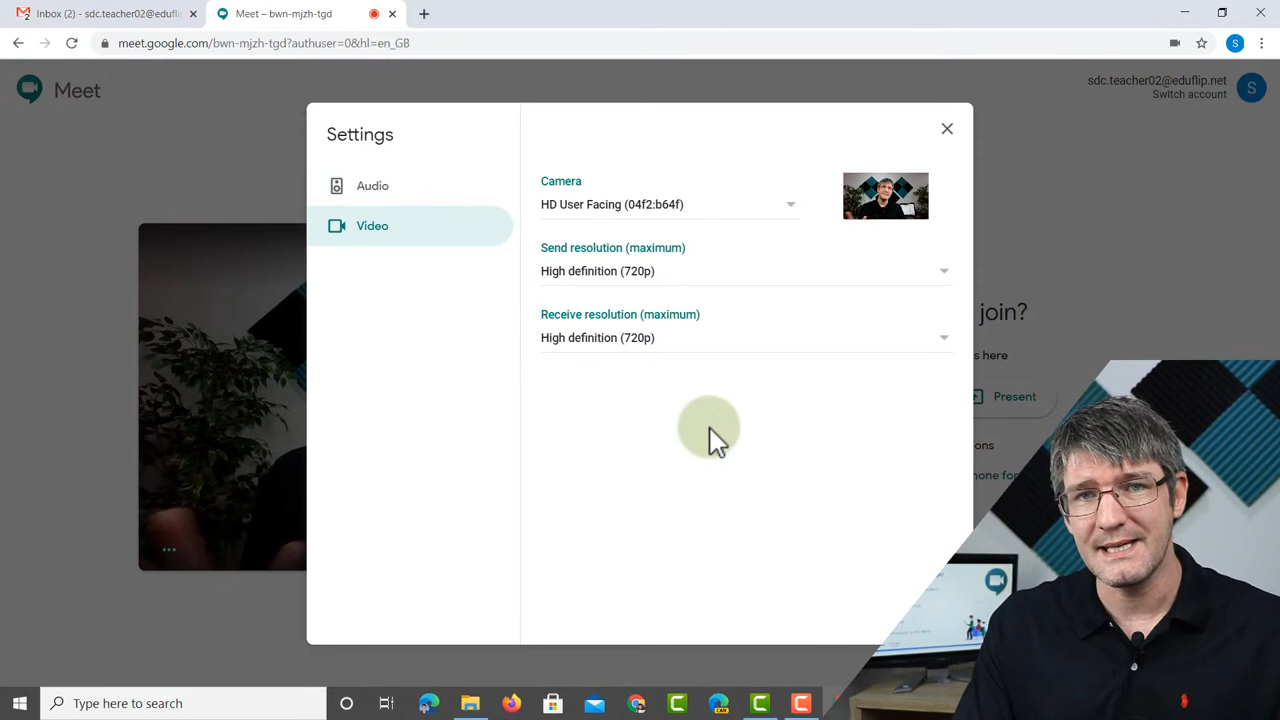 Inbox (2) - sdc.teacher02@eduflip
Meet – bwn-mjzh-tgd
meet.google.com/bwn-mjzh-tgd?authuser=0&hl=en_GB
S
Meet
sdc.teacher02@eduflip.net
Switch account
S
Settings
Audio
Video
Camera
HD User Facing (04f2:b64f)
Send resolution (maximum)
High definition (720p)
Receive resolution (maximum)
High definition (720p)
join?
here
Present
Type here to search
CAN